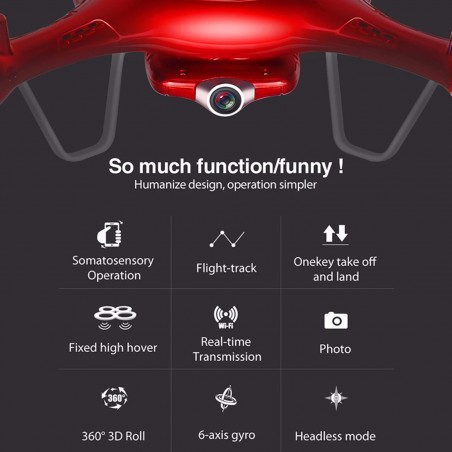 So much function/funny !
Humanize design, operation simpler
Somatosensory
Operation
Flight-track
Onekey take off
and land
Fixed high hover
Wi-Fi
Real-time
Transmission
Photo
360°
360° 3D Roll
6-axis gyro
Headless mode